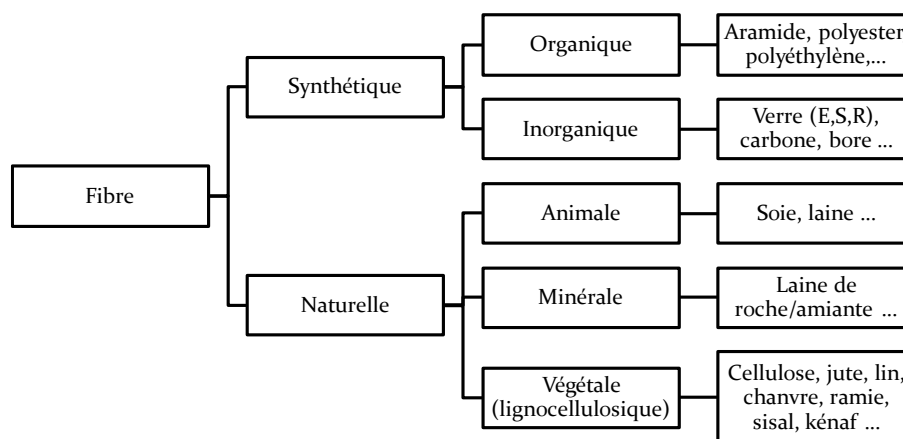 Fibre
Synthétique
Organique
Aramide, polyester,
polyéthylène,...
Inorganique
Verre (E,S,R),
carbone, bore ...
Naturelle
Animale
Soie, laine ...
Minérale
Laine de
roche/amiante ...
Végétale
(lignocellulosique)
Cellulose, jute, lin,
chanvre, ramie,
sisal, kénaf ...